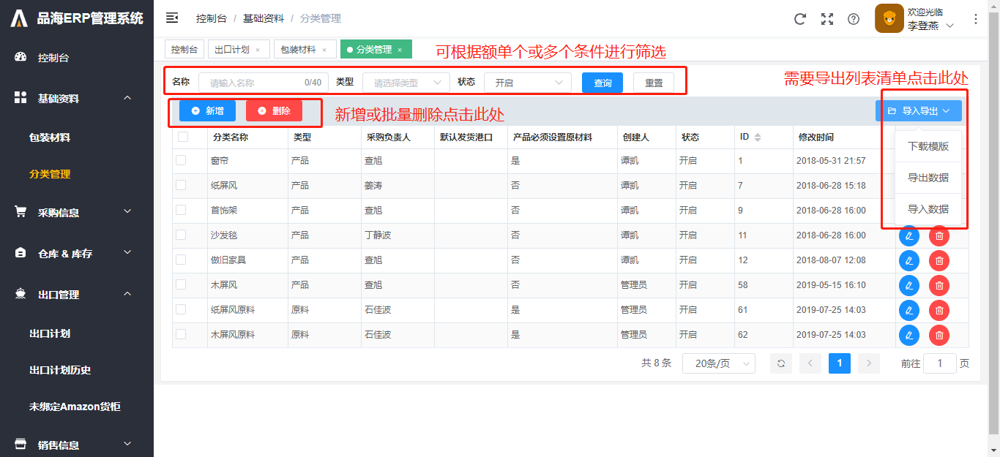 品海ERP管理系统
控制台 / 基础资料 / 分类管理
欢迎光临
李登燕
控制台
基础资料
包装材料
分类管理
采购信息
仓库 & 库存
出口管理
出口计划
出口计划历史
未绑定Amazon货柜
销售信息
控制台 出口计划 × 包装材料 × 分类管理 ×
可根据额单个或多个条件进行筛选
需要导出列表清单点击此处
名称 请输入名称 0/40 类型 请选择类型 状态 开启 查询 重置
新增 删除 新增或批量删除点击此处 导入导出
下载模版
导出数据
导入数据
分类名称 类型 采购负责人 默认发货港口 产品必须设置原材料 创建人 状态 ID 修改时间
窗帘 产品 查旭 是 谭凯 开启 1 2018-05-31 21:57
纸屏风 产品 姜涛 否 谭凯 开启 7 2018-06-28 15:18
首饰架 产品 查旭 否 谭凯 开启 9 2018-06-28 16:00
沙发毯 产品 丁静波 否 谭凯 开启 11 2018-06-28 16:00
做旧家具 产品 查旭 否 谭凯 开启 12 2018-08-07 12:08
木屏风 产品 查旭 否 管理员 开启 58 2019-05-15 16:10
纸屏风原料 原料 石佳波 是 管理员 开启 61 2019-07-25 14:03
木屏风原料 原料 石佳波 是 管理员 开启 62 2019-07-25 14:03
共 8 条 20条/页 1 前往 1 页